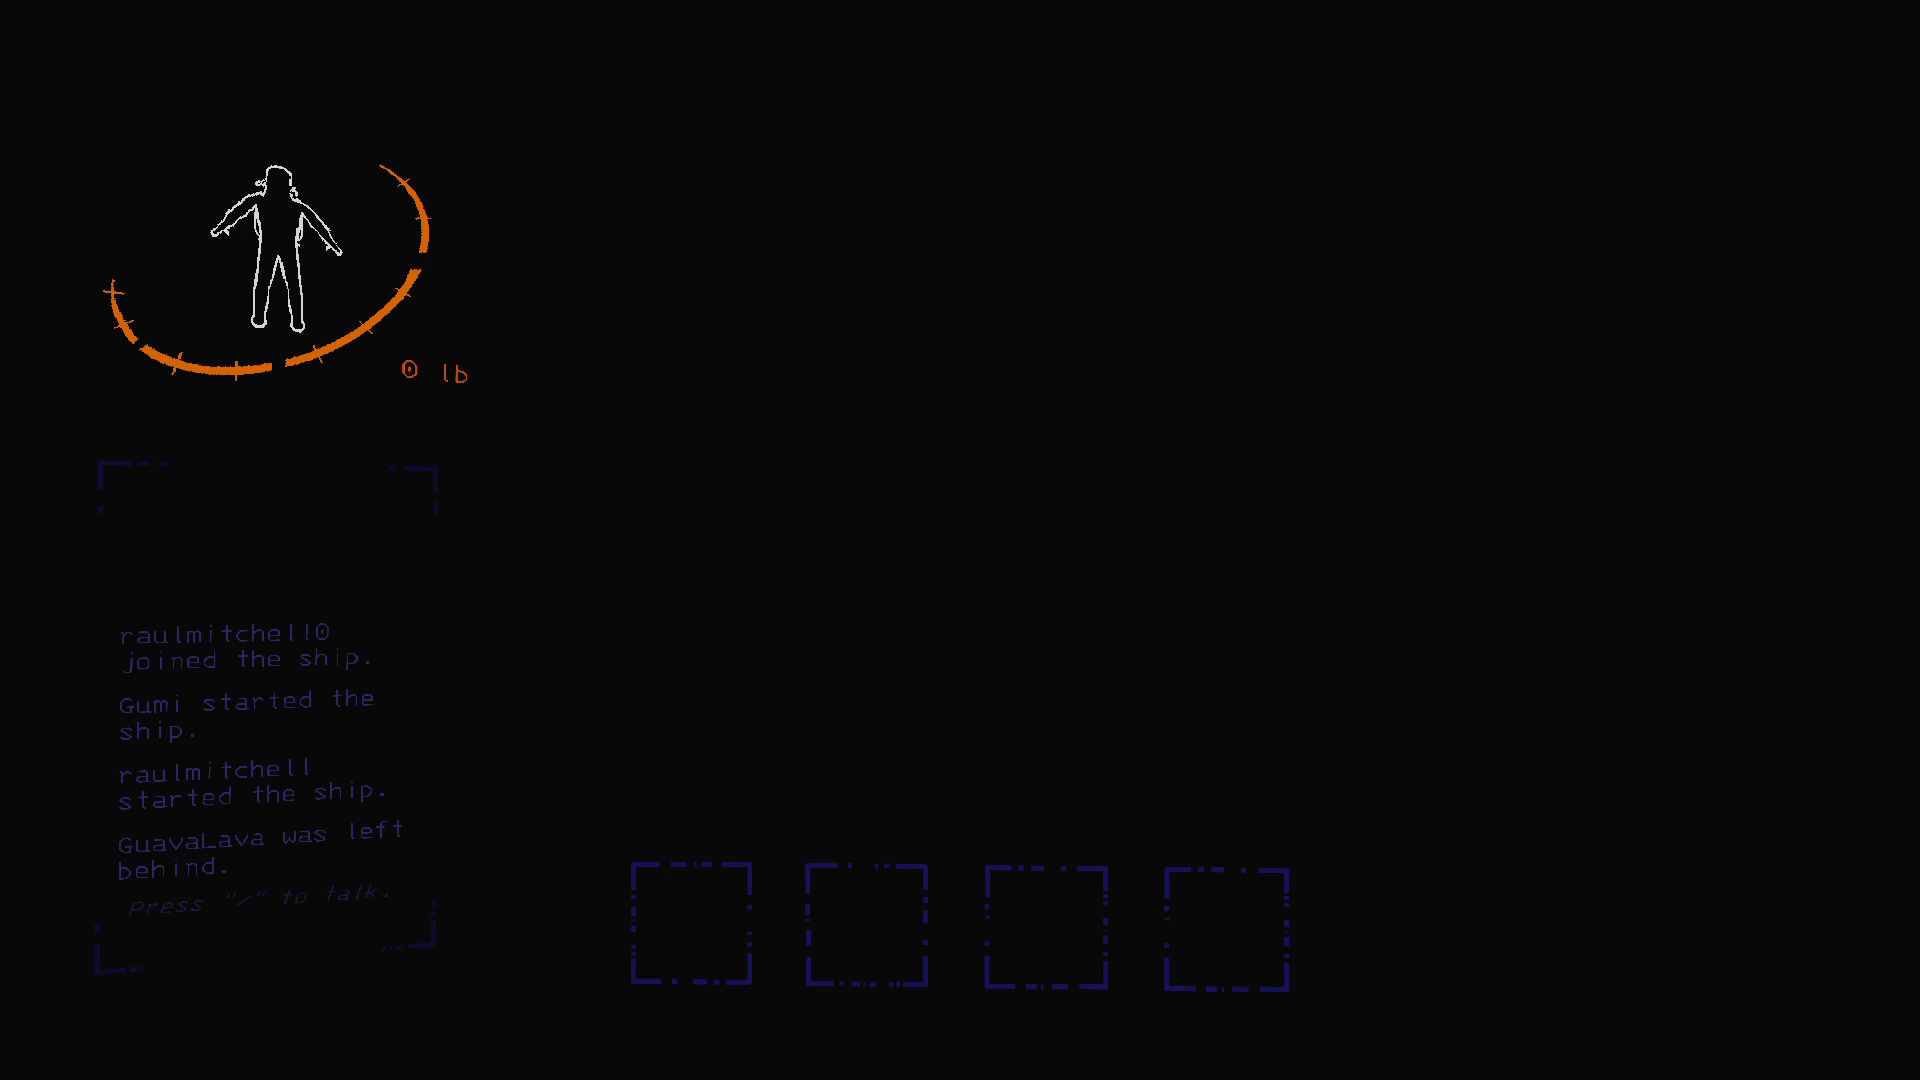 0 lb
raulmitchell0
joined the ship.
Gumi started the
ship.
raulmitchell
started the ship.
GuavaLava was left
behind.
Press "/" to talk.